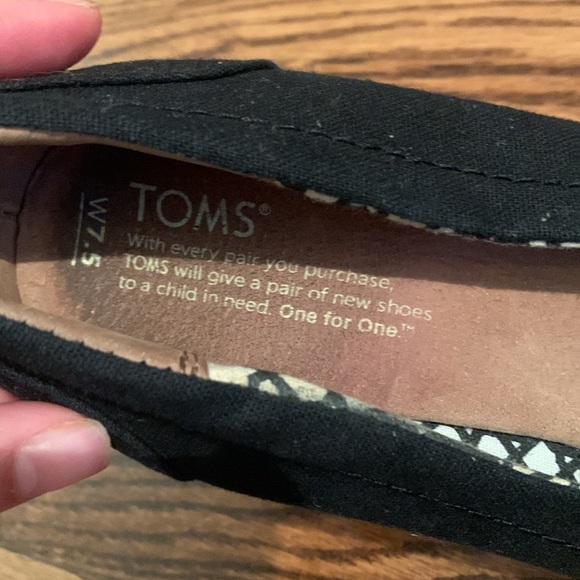 TOMS®
With every pair you purchase,
TOMS will give a pair of new shoes
to a child in need. One for One.™
W7.5